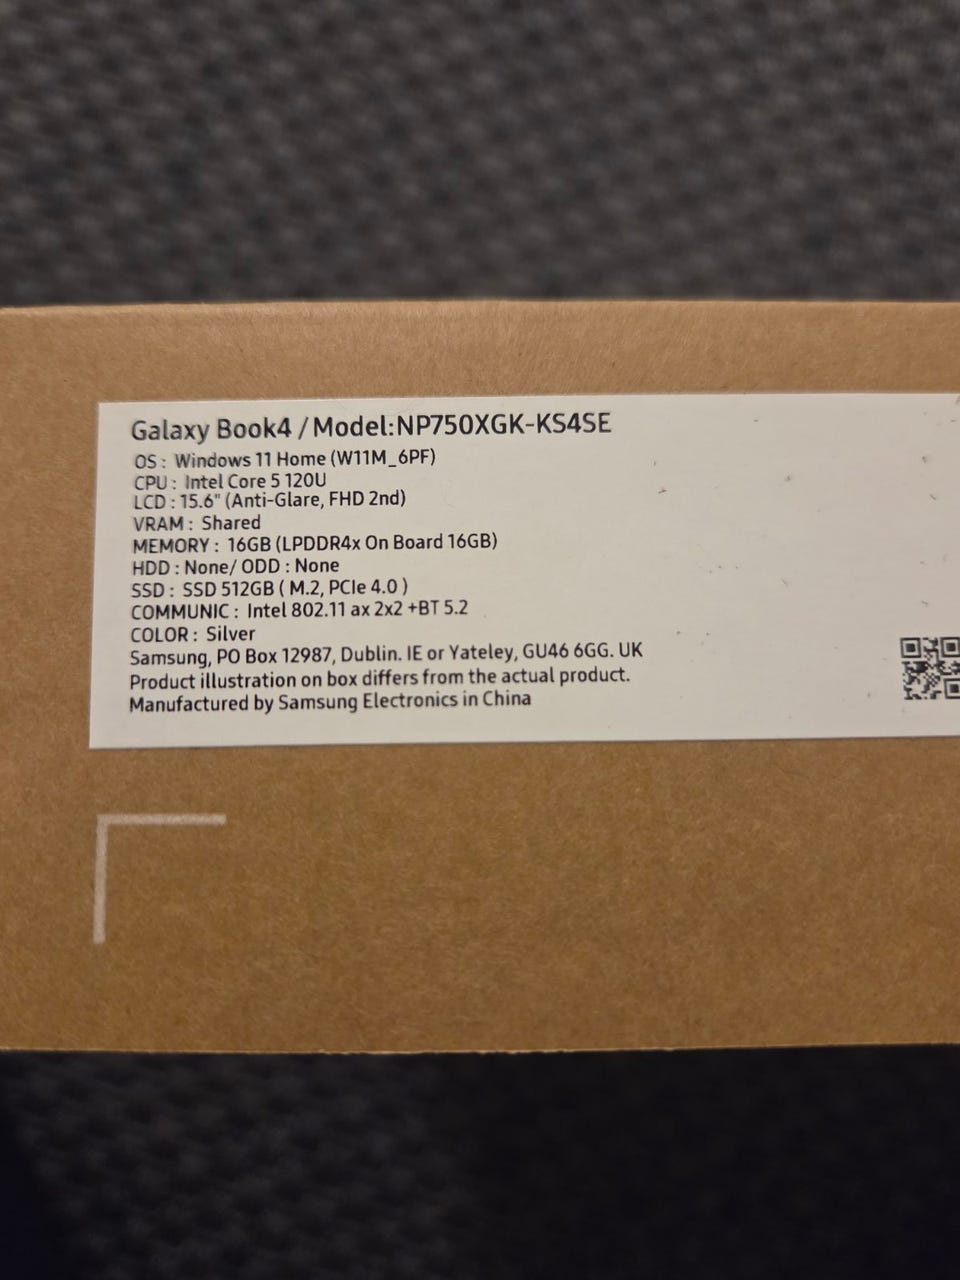 Galaxy Book4 / Model:NP750XGK-KS4SE
OS : Windows 11 Home (W11M_6PF)
CPU : Intel Core 5 120U
LCD : 15.6" (Anti-Glare, FHD 2nd)
VRAM : Shared
MEMORY : 16GB (LPDDR4x On Board 16GB)
HDD : None/ ODD : None
SSD : SSD 512GB ( M.2, PCIe 4.0 )
COMMUNIC : Intel 802.11 ax 2x2 +BT 5.2
COLOR : Silver
Samsung, PO Box 12987, Dublin. IE or Yateley, GU46 6GG. UK
Product illustration on box differs from the actual product.
Manufactured by Samsung Electronics in China